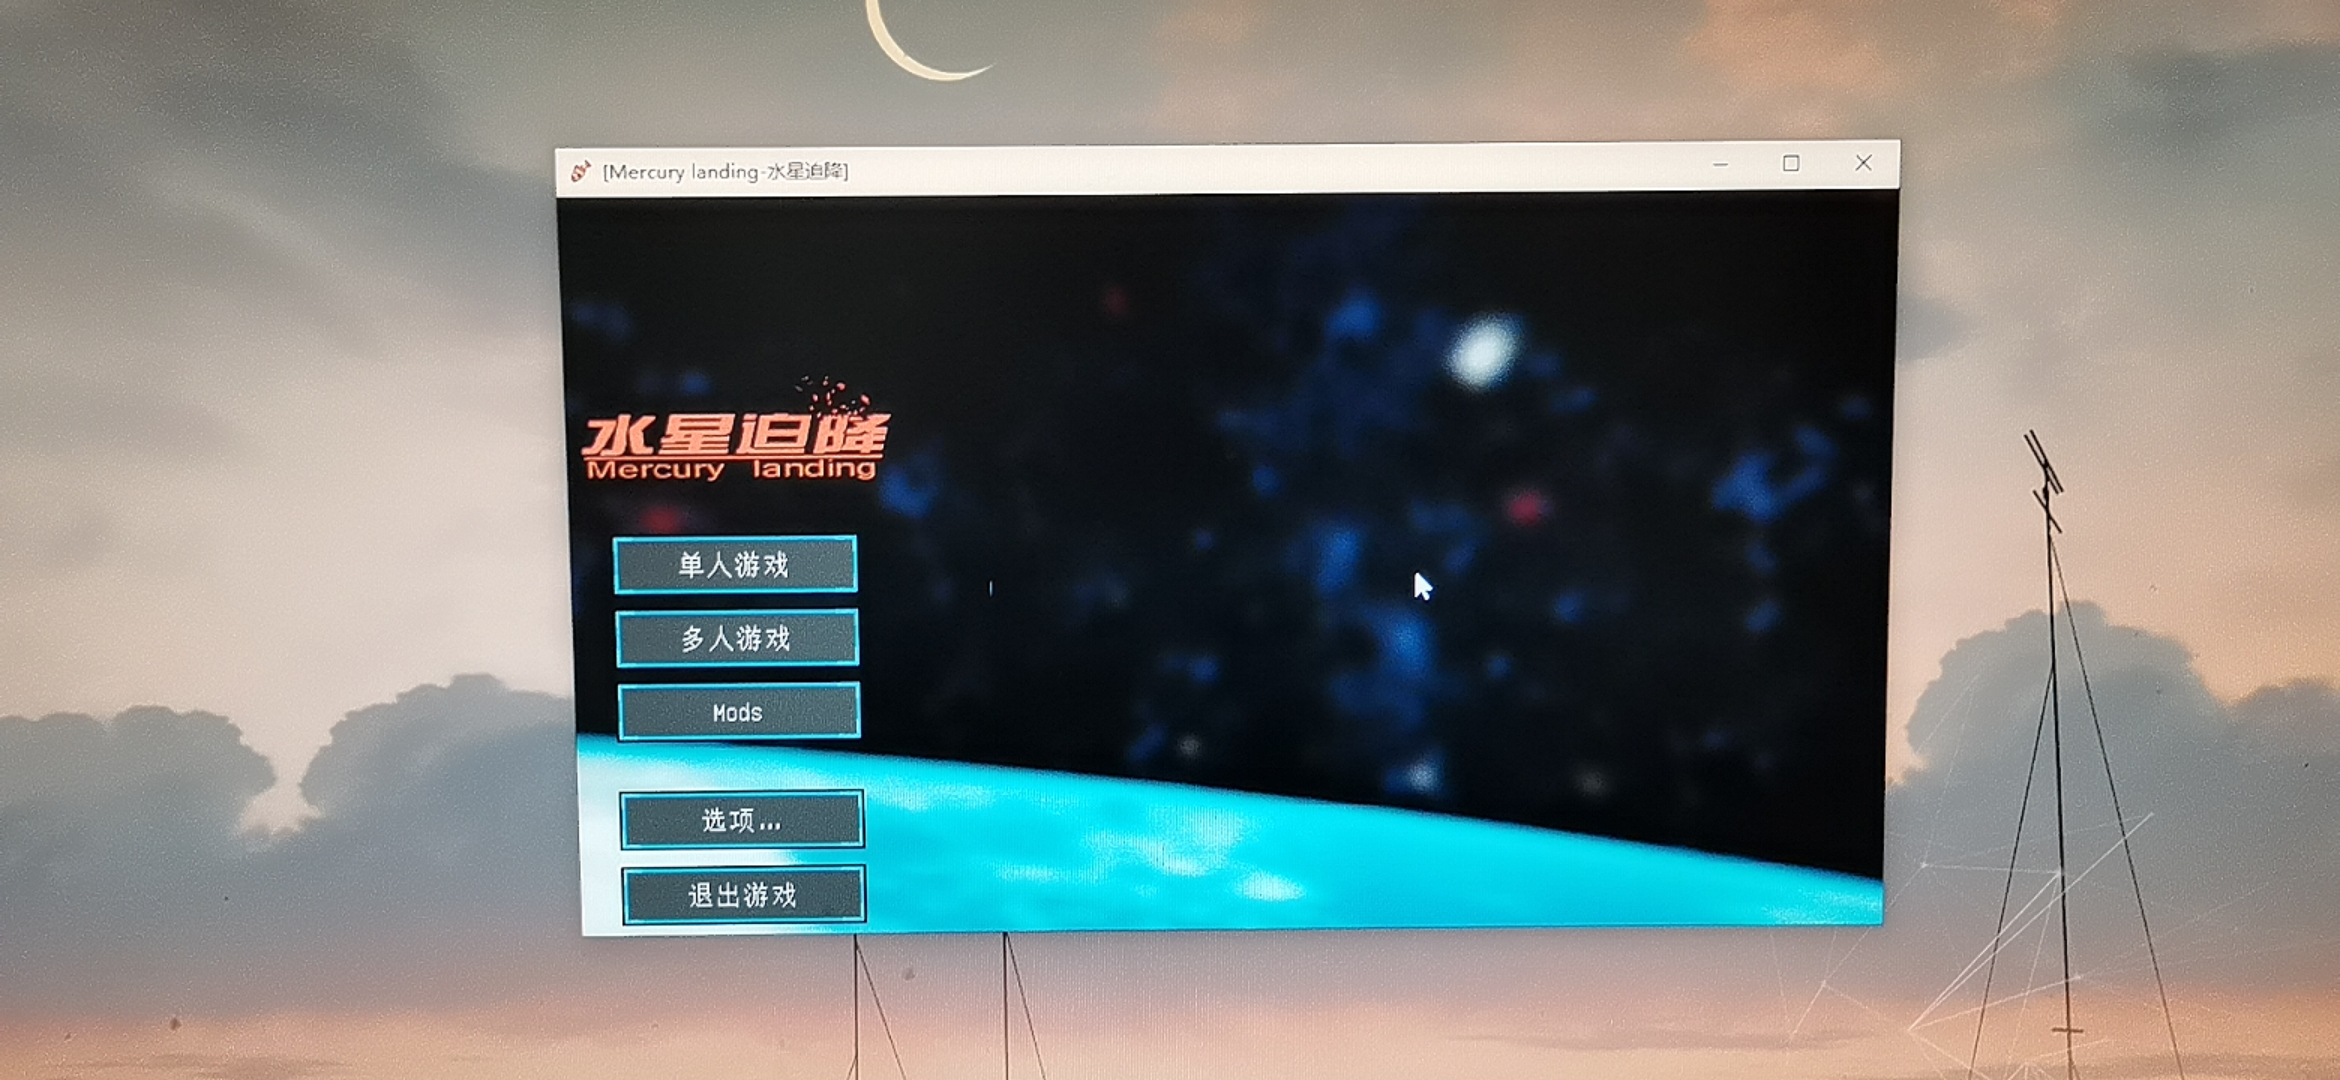 [Mercury landing-水星迫降]
水星迫降
Mercury landing
单人游戏
多人游戏
Mods
选项...
退出游戏